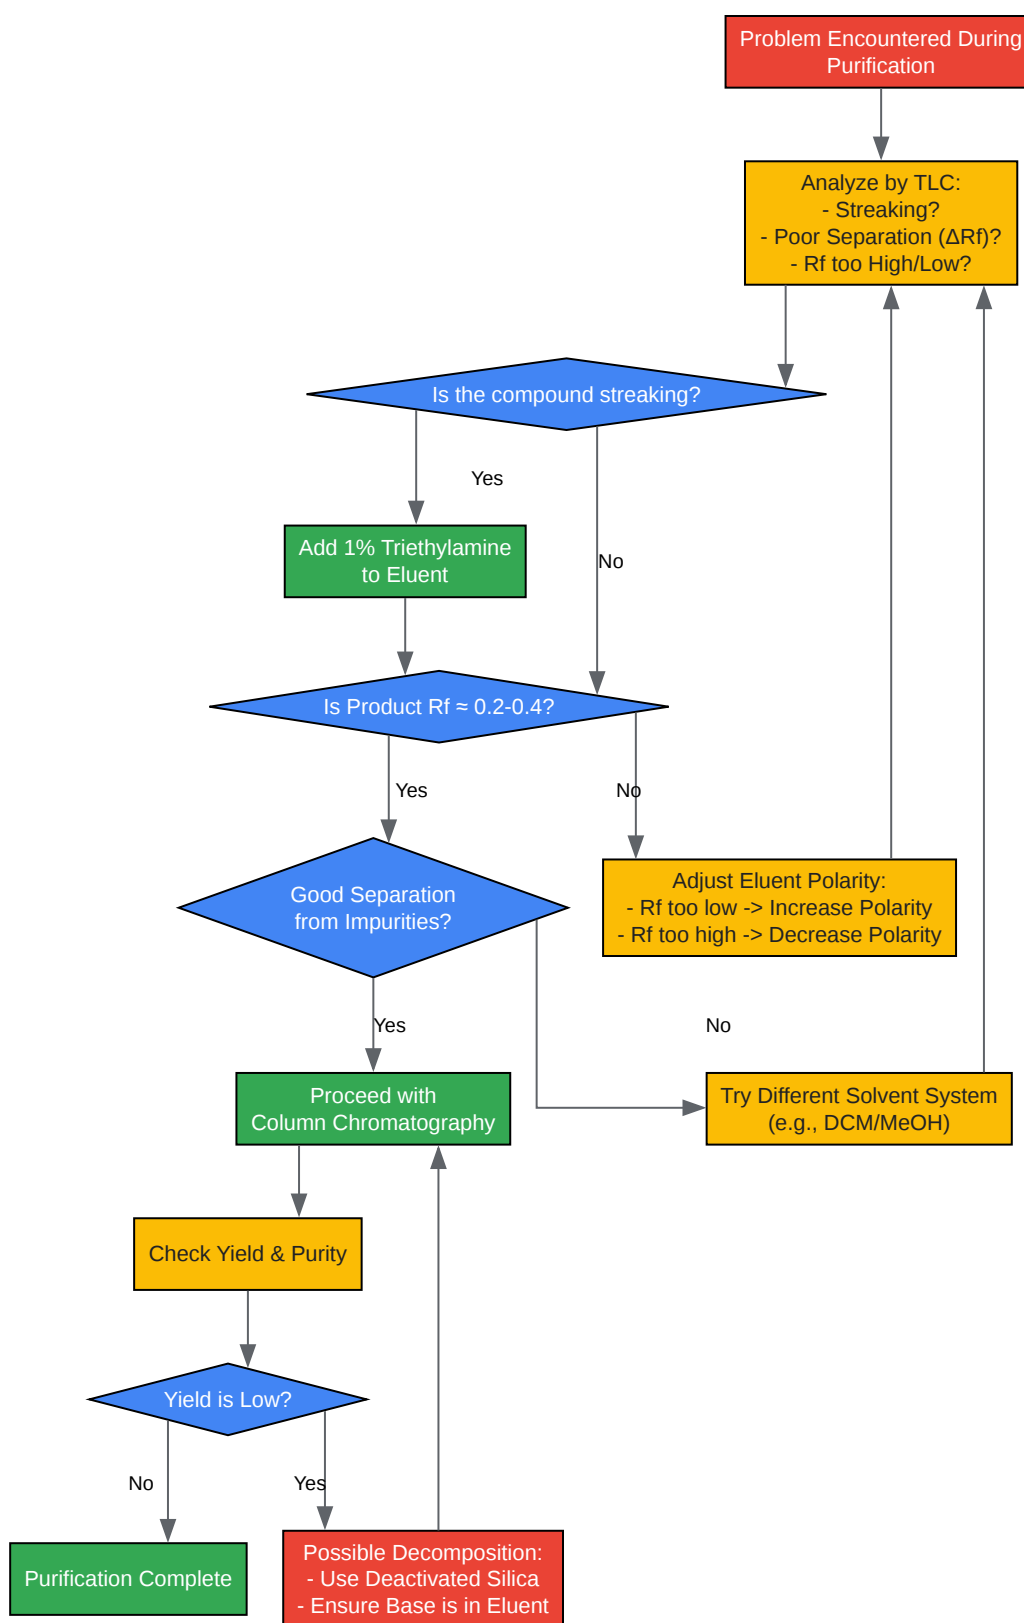 Problem Encountered During
Purification
Analyze by TLC:
- Streaking?
- Poor Separation (ΔRf)?
- Rf too High/Low?
Is the compound streaking?
Yes
Add 1% Triethylamine
to Eluent
No
Is Product Rf ≈ 0.2-0.4?
Yes
No
Good Separation
from Impurities?
Adjust Eluent Polarity:
- Rf too low -> Increase Polarity
- Rf too high -> Decrease Polarity
Yes
No
Proceed with
Column Chromatography
Try Different Solvent System
(e.g., DCM/MeOH)
Check Yield & Purity
Yield is Low?
No
Yes
Purification Complete
Possible Decomposition:
- Use Deactivated Silica
- Ensure Base is in Eluent